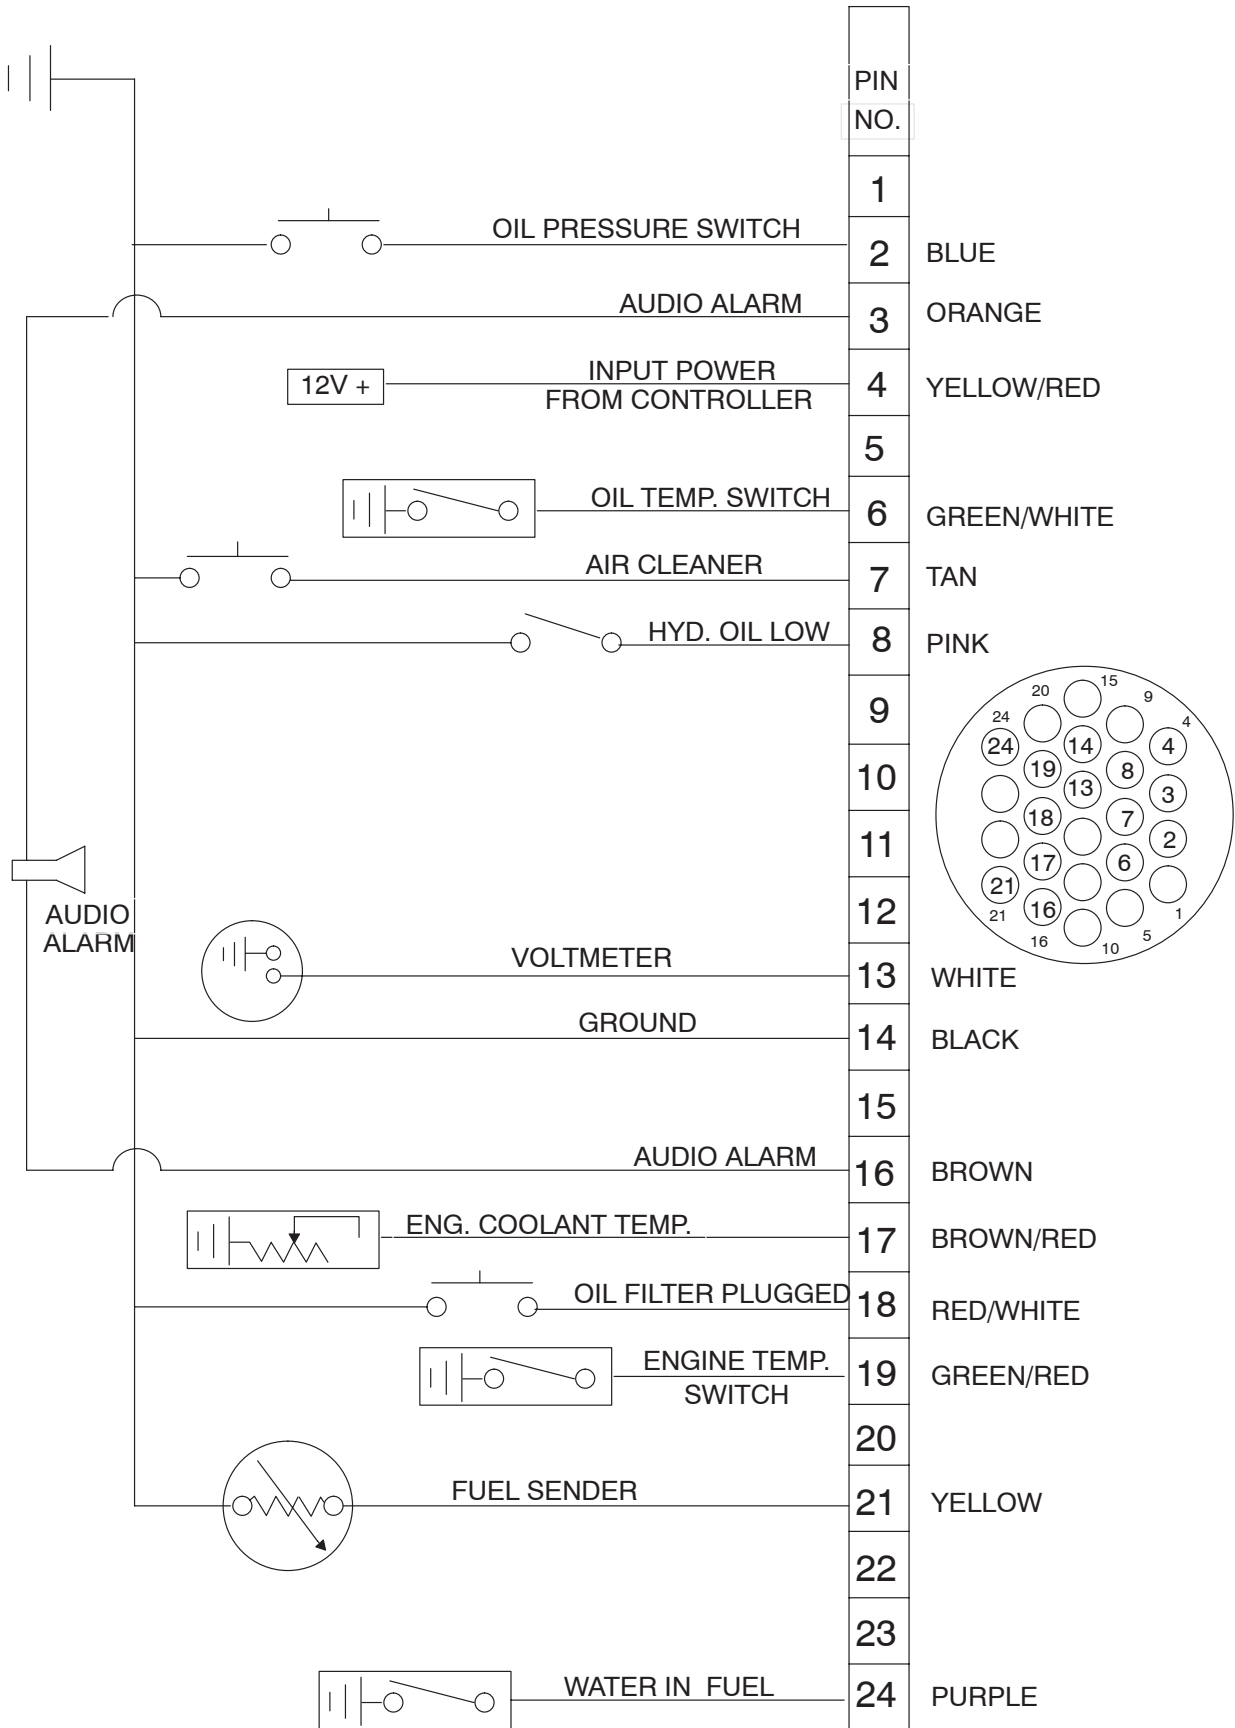 PIN
NO.
1
OIL PRESSURE SWITCH 2 BLUE
AUDIO ALARM 3 ORANGE
12V + INPUT POWER
FROM CONTROLLER 4 YELLOW/RED
5
OIL TEMP. SWITCH 6 GREEN/WHITE
AIR CLEANER 7 TAN
HYD. OIL LOW 8 PINK
9
10
11
12
AUDIO
ALARM
VOLTMETER 13 WHITE
GROUND 14 BLACK
15
AUDIO ALARM 16 BROWN
ENG. COOLANT TEMP. 17 BROWN/RED
OIL FILTER PLUGGED 18 RED/WHITE
ENGINE TEMP.
SWITCH 19 GREEN/RED
20
FUEL SENDER 21 YELLOW
22
23
WATER IN FUEL 24 PURPLE
20 15 9
24 4
24 14 4
19 8
13 3
18 7
2
17 6
21
16
21 1
16 10 5